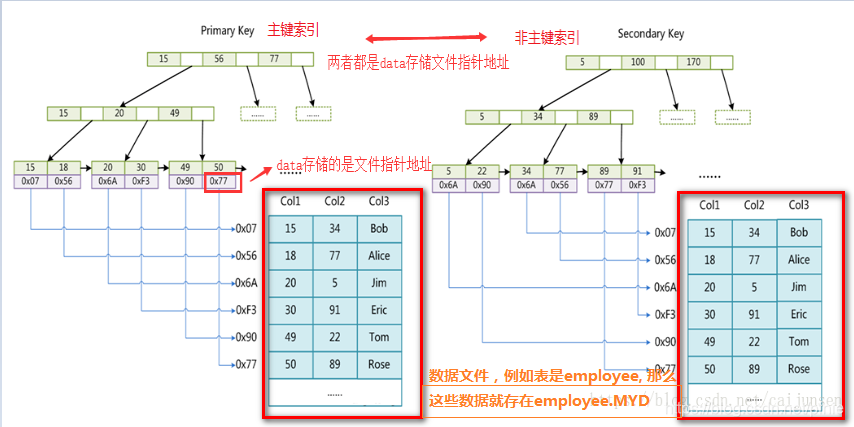 Primary Key 主键索引
非主键索引 Secondary Key
两者都是data存储文件指针地址
15 56 77
5 100 170
15 20 49
5 34 89
...... ......
...... ......
15 18 20 30 49 50
0x07 0x56 0x6A 0xF3 0x90 0x77
data存储的是文件指针地址
......
5 22 34 77 89 91
0x6A 0x90 0x07 0x56 0x77 0xF3
......
Col1 Col2 Col3
15 34 Bob
18 77 Alice
20 5 Jim
30 91 Eric
49 22 Tom
50 89 Rose
......
0x07
0x56
0x6A
0xF3
0x90
0x77
Col1 Col2 Col3
15 34 Bob
18 77 Alice
20 5 Jim
30 91 Eric
49 22 Tom
50 89 Rose
......
0x07
0x56
0x6A
0xF3
0x90
0x77
数据文件，例如表是employee, 那么
这些数据就存在employee.MYD